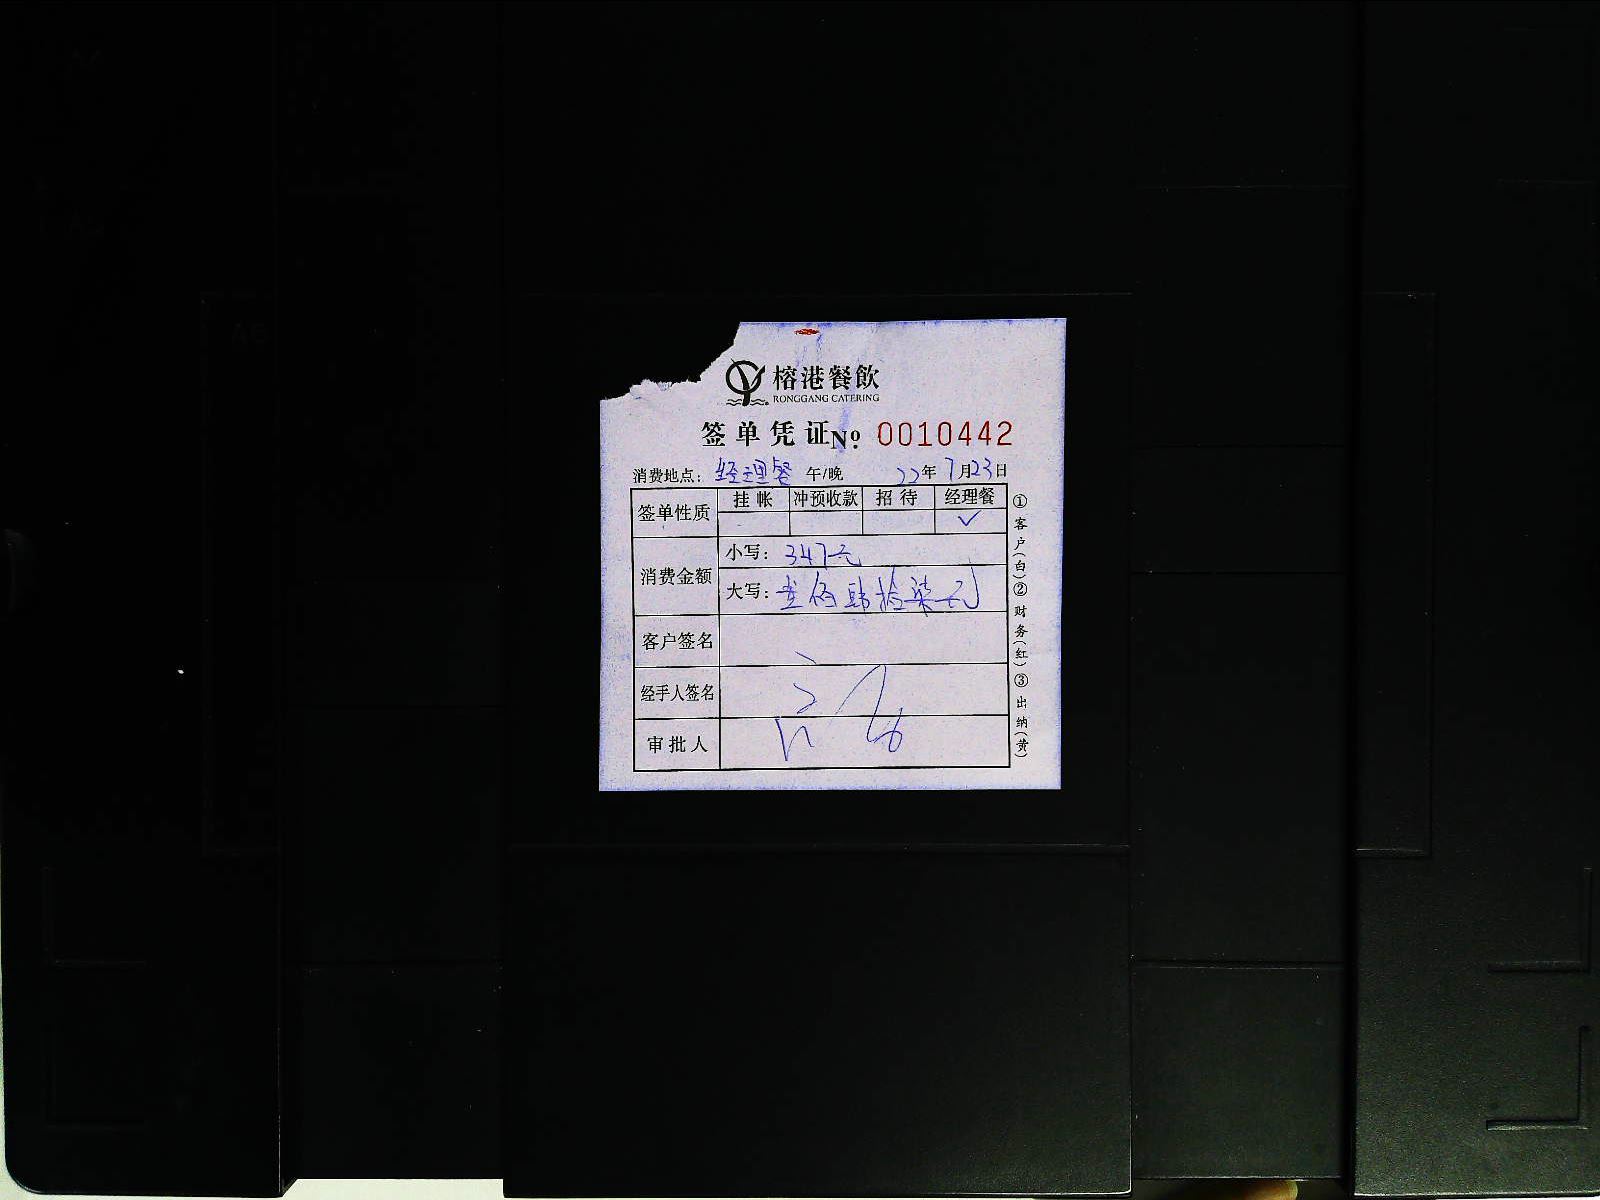 榕港餐飲
RONGGANG CATERING
签单凭证 No. 0010442
消费地点：经理餐 午/晚 22年7月23日
签单性质 挂帐 冲预收款 招待 经理餐
✓
消费金额 小写：347元
大写：叁佰肆拾柒元
客户签名
经手人签名
审批人
①客户(白)②财务(红)③出纳(黄)